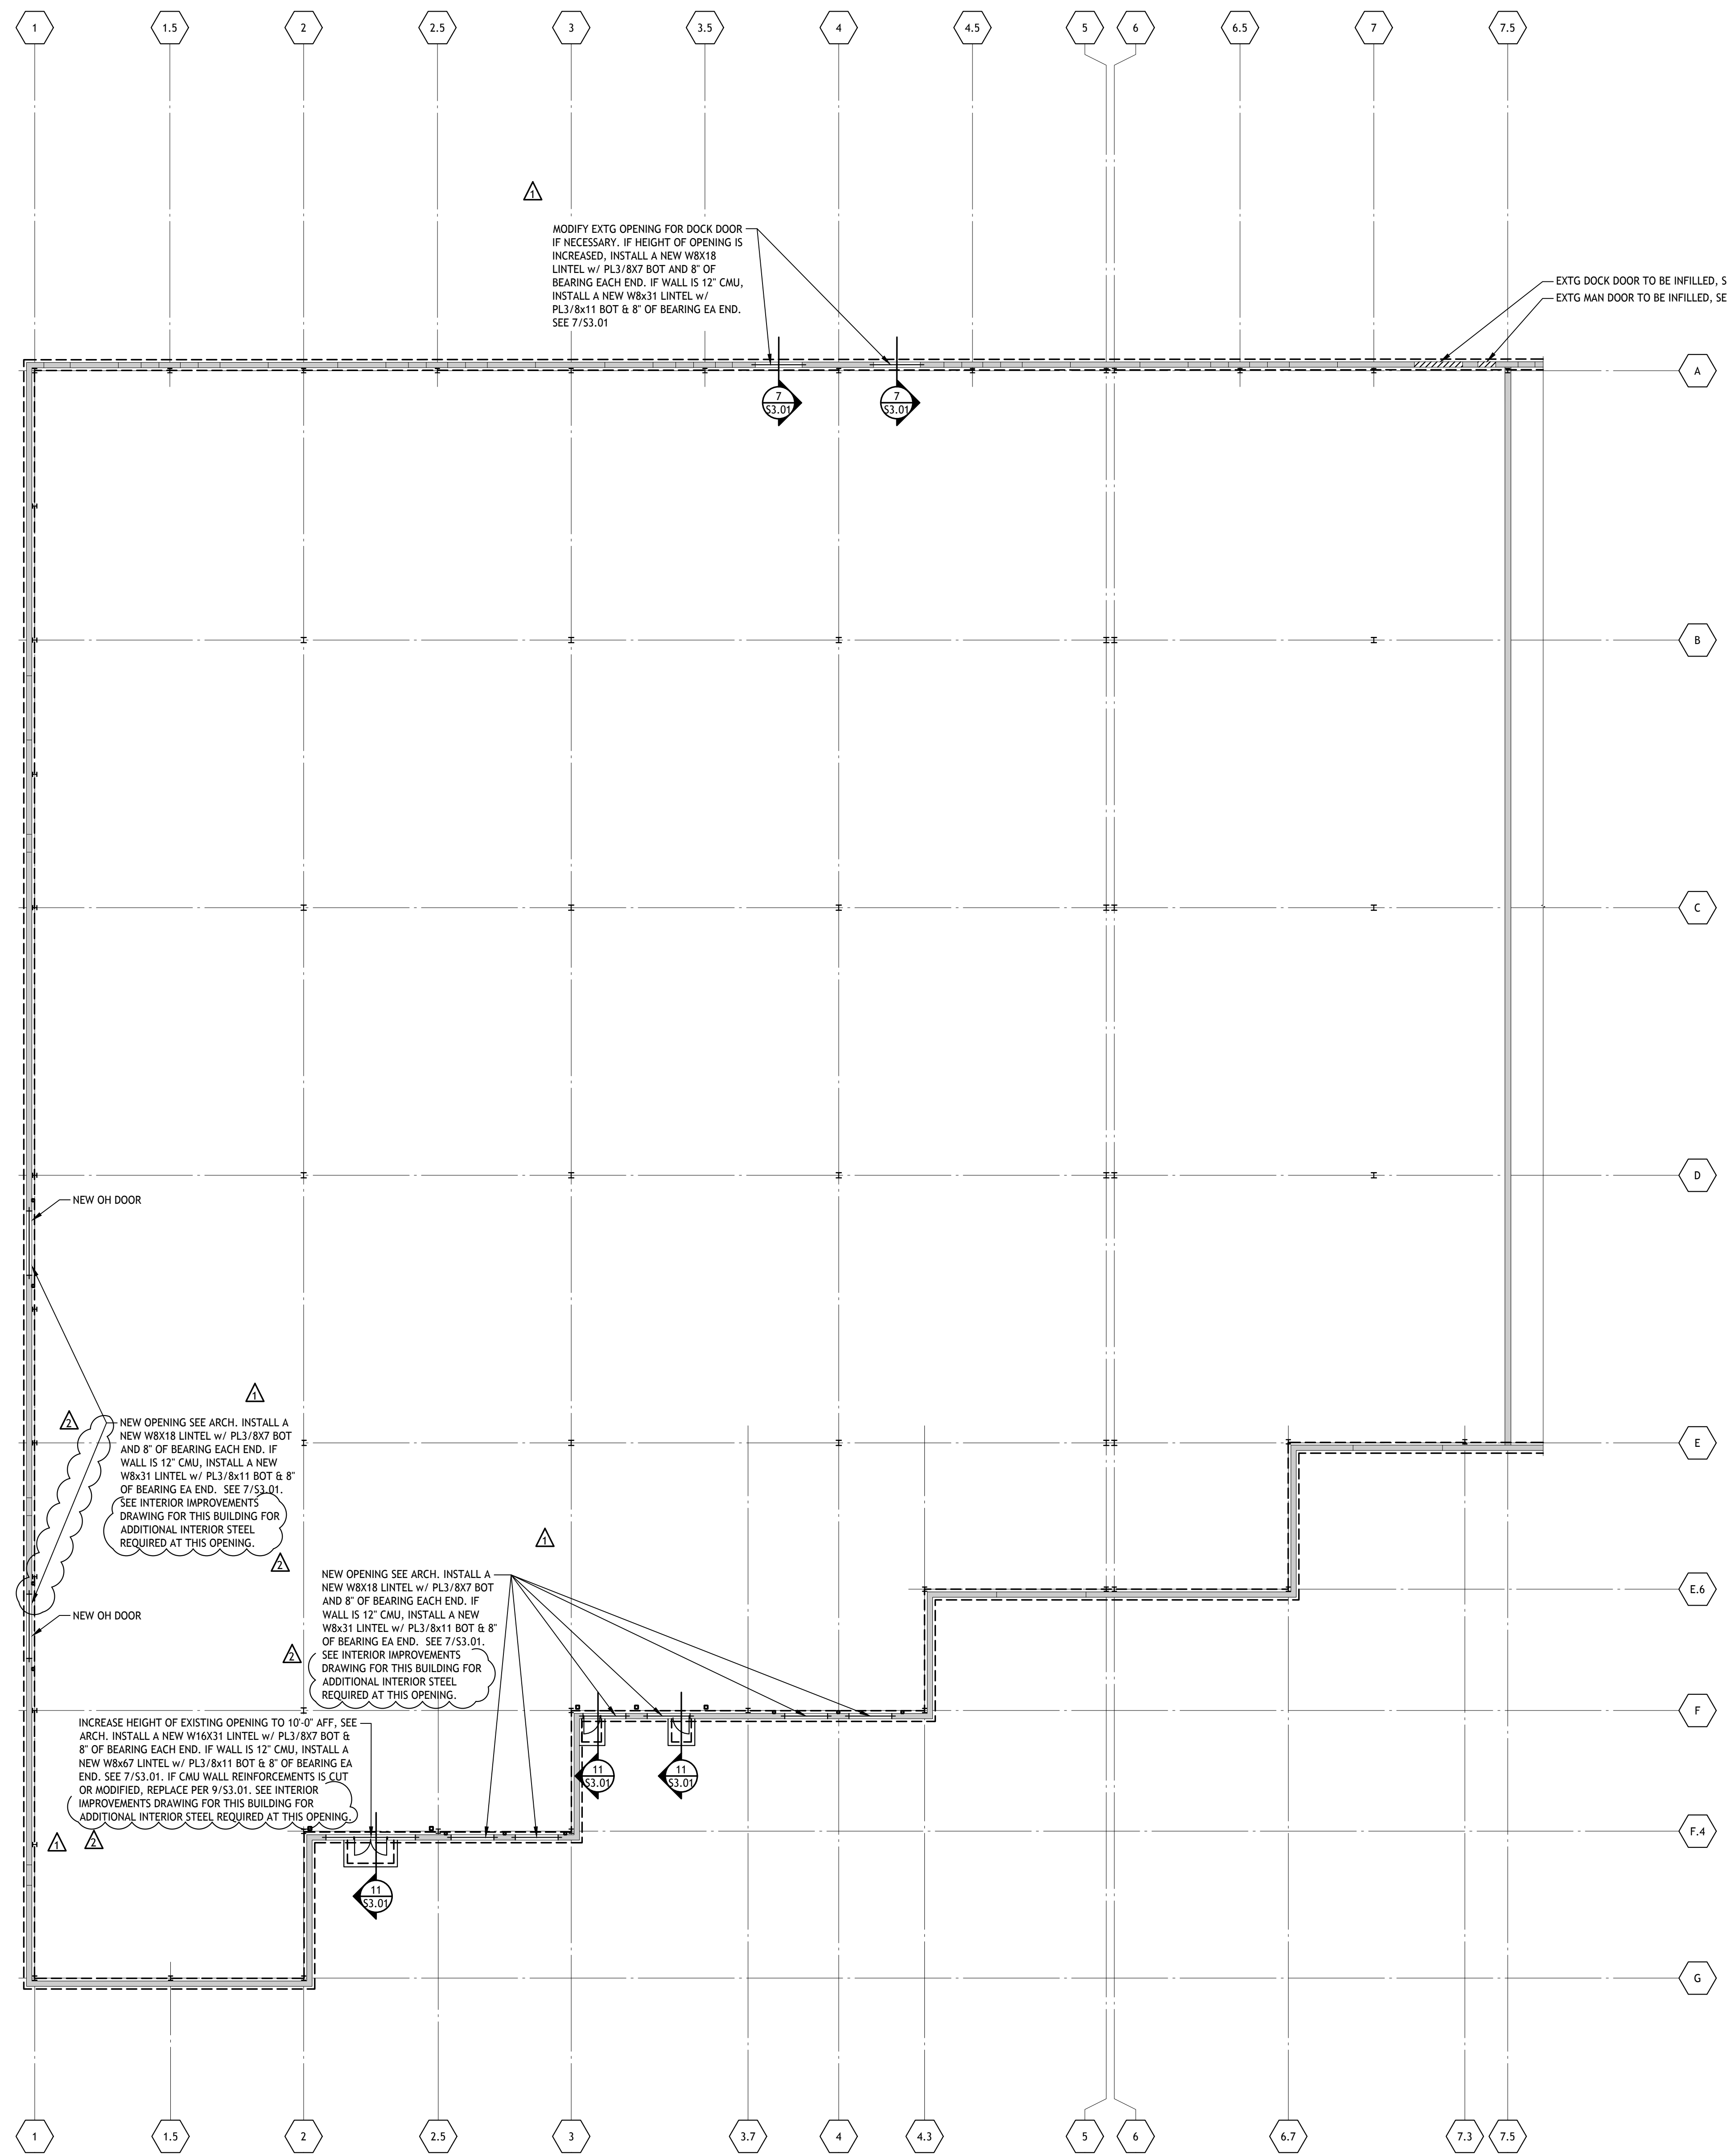 1
1.5
2
2.5
3
3.5
4
4.5
5
6
6.5
7
7.5
1
MODIFY EXTG OPENING FOR DOCK DOOR
IF NECESSARY. IF HEIGHT OF OPENING IS
INCREASED, INSTALL A NEW W8X18
LINTEL w/ PL3/8X7 BOT AND 8" OF
BEARING EACH END. IF WALL IS 12" CMU,
INSTALL A NEW W8x31 LINTEL w/
PL3/8x11 BOT & 8" OF BEARING EA END.
SEE 7/S3.01
EXTG DOCK DOOR TO BE INFILLED, S
EXTG MAN DOOR TO BE INFILLED, SE
A
7
S3.01
7
S3.01
B
C
D
NEW OH DOOR
1
2
NEW OPENING SEE ARCH. INSTALL A
NEW W8X18 LINTEL w/ PL3/8X7 BOT
AND 8" OF BEARING EACH END. IF
WALL IS 12" CMU, INSTALL A NEW
W8x31 LINTEL w/ PL3/8x11 BOT & 8"
OF BEARING EA END. SEE 7/S3.01.
SEE INTERIOR IMPROVEMENTS
DRAWING FOR THIS BUILDING FOR
ADDITIONAL INTERIOR STEEL
REQUIRED AT THIS OPENING.
2
E
1
NEW OPENING SEE ARCH. INSTALL A
NEW W8X18 LINTEL w/ PL3/8X7 BOT
AND 8" OF BEARING EACH END. IF
WALL IS 12" CMU, INSTALL A NEW
W8x31 LINTEL w/ PL3/8x11 BOT & 8"
OF BEARING EA END. SEE 7/S3.01.
SEE INTERIOR IMPROVEMENTS
DRAWING FOR THIS BUILDING FOR
ADDITIONAL INTERIOR STEEL
REQUIRED AT THIS OPENING.
E.6
NEW OH DOOR
2
F
INCREASE HEIGHT OF EXISTING OPENING TO 10'-0" AFF, SEE
ARCH. INSTALL A NEW W16X31 LINTEL w/ PL3/8X7 BOT &
8" OF BEARING EACH END. IF WALL IS 12" CMU, INSTALL A
NEW W8x67 LINTEL w/ PL3/8x11 BOT & 8" OF BEARING EA
END. SEE 7/S3.01. IF CMU WALL REINFORCEMENTS IS CUT
OR MODIFIED, REPLACE PER 9/S3.01. SEE INTERIOR
IMPROVEMENTS DRAWING FOR THIS BUILDING FOR
ADDITIONAL INTERIOR STEEL REQUIRED AT THIS OPENING.
11
S3.01
11
S3.01
1
2
F.4
11
S3.01
G
1
1.5
2
2.5
3
3.7
4
4.3
5
6
6.7
7.3
7.5